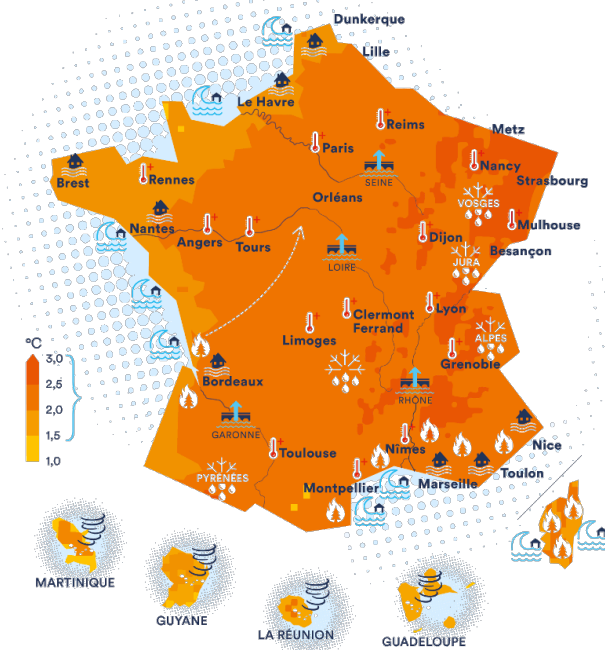 Dunkerque
Lille
Le Havre
Reims
Metz
Paris
Nancy
Brest
Rennes
SEINE
Strasbourg
Orléans
VOSGES
Nantes
Mulhouse
Angers
Tours
Dijon
Besançon
LOIRE
JURA
Lyon
Clermont
Ferrand
Limoges
ALPES
°C
3,0
Grenoble
2,5
Bordeaux
RHÔNE
2,0
GARONNE
1,5
Nîmes
Nice
Toulouse
1,0
Toulon
PYRÉNÉES
Montpellier
Marseille
MARTINIQUE
GUYANE
LA RÉUNION
GUADELOUPE